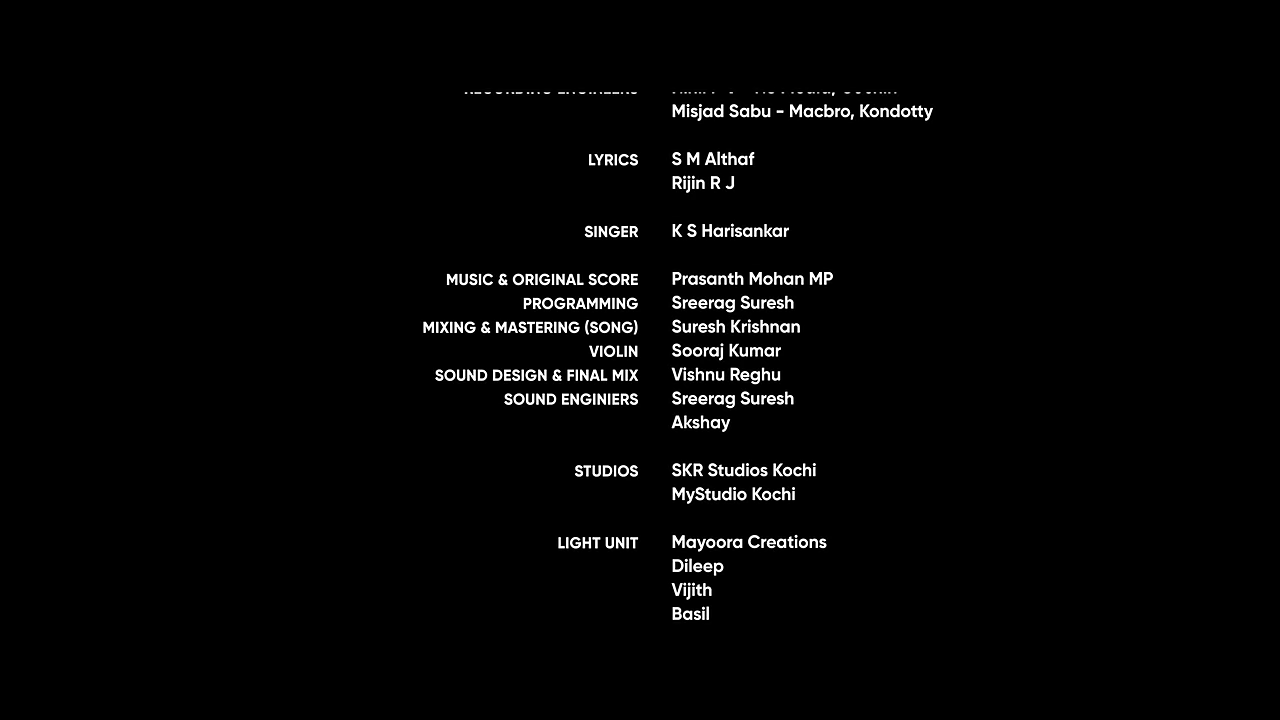 Misjad Sabu - Macbro, Kondotty
LYRICS S M Althaf
Rijin R J
SINGER K S Harisankar
MUSIC & ORIGINAL SCORE Prasanth Mohan MP
PROGRAMMING Sreerag Suresh
MIXING & MASTERING (SONG) Suresh Krishnan
VIOLIN Sooraj Kumar
SOUND DESIGN & FINAL MIX Vishnu Reghu
SOUND ENGINIERS Sreerag Suresh
Akshay
STUDIOS SKR Studios Kochi
MyStudio Kochi
LIGHT UNIT Mayoora Creations
Dileep
Vijith
Basil